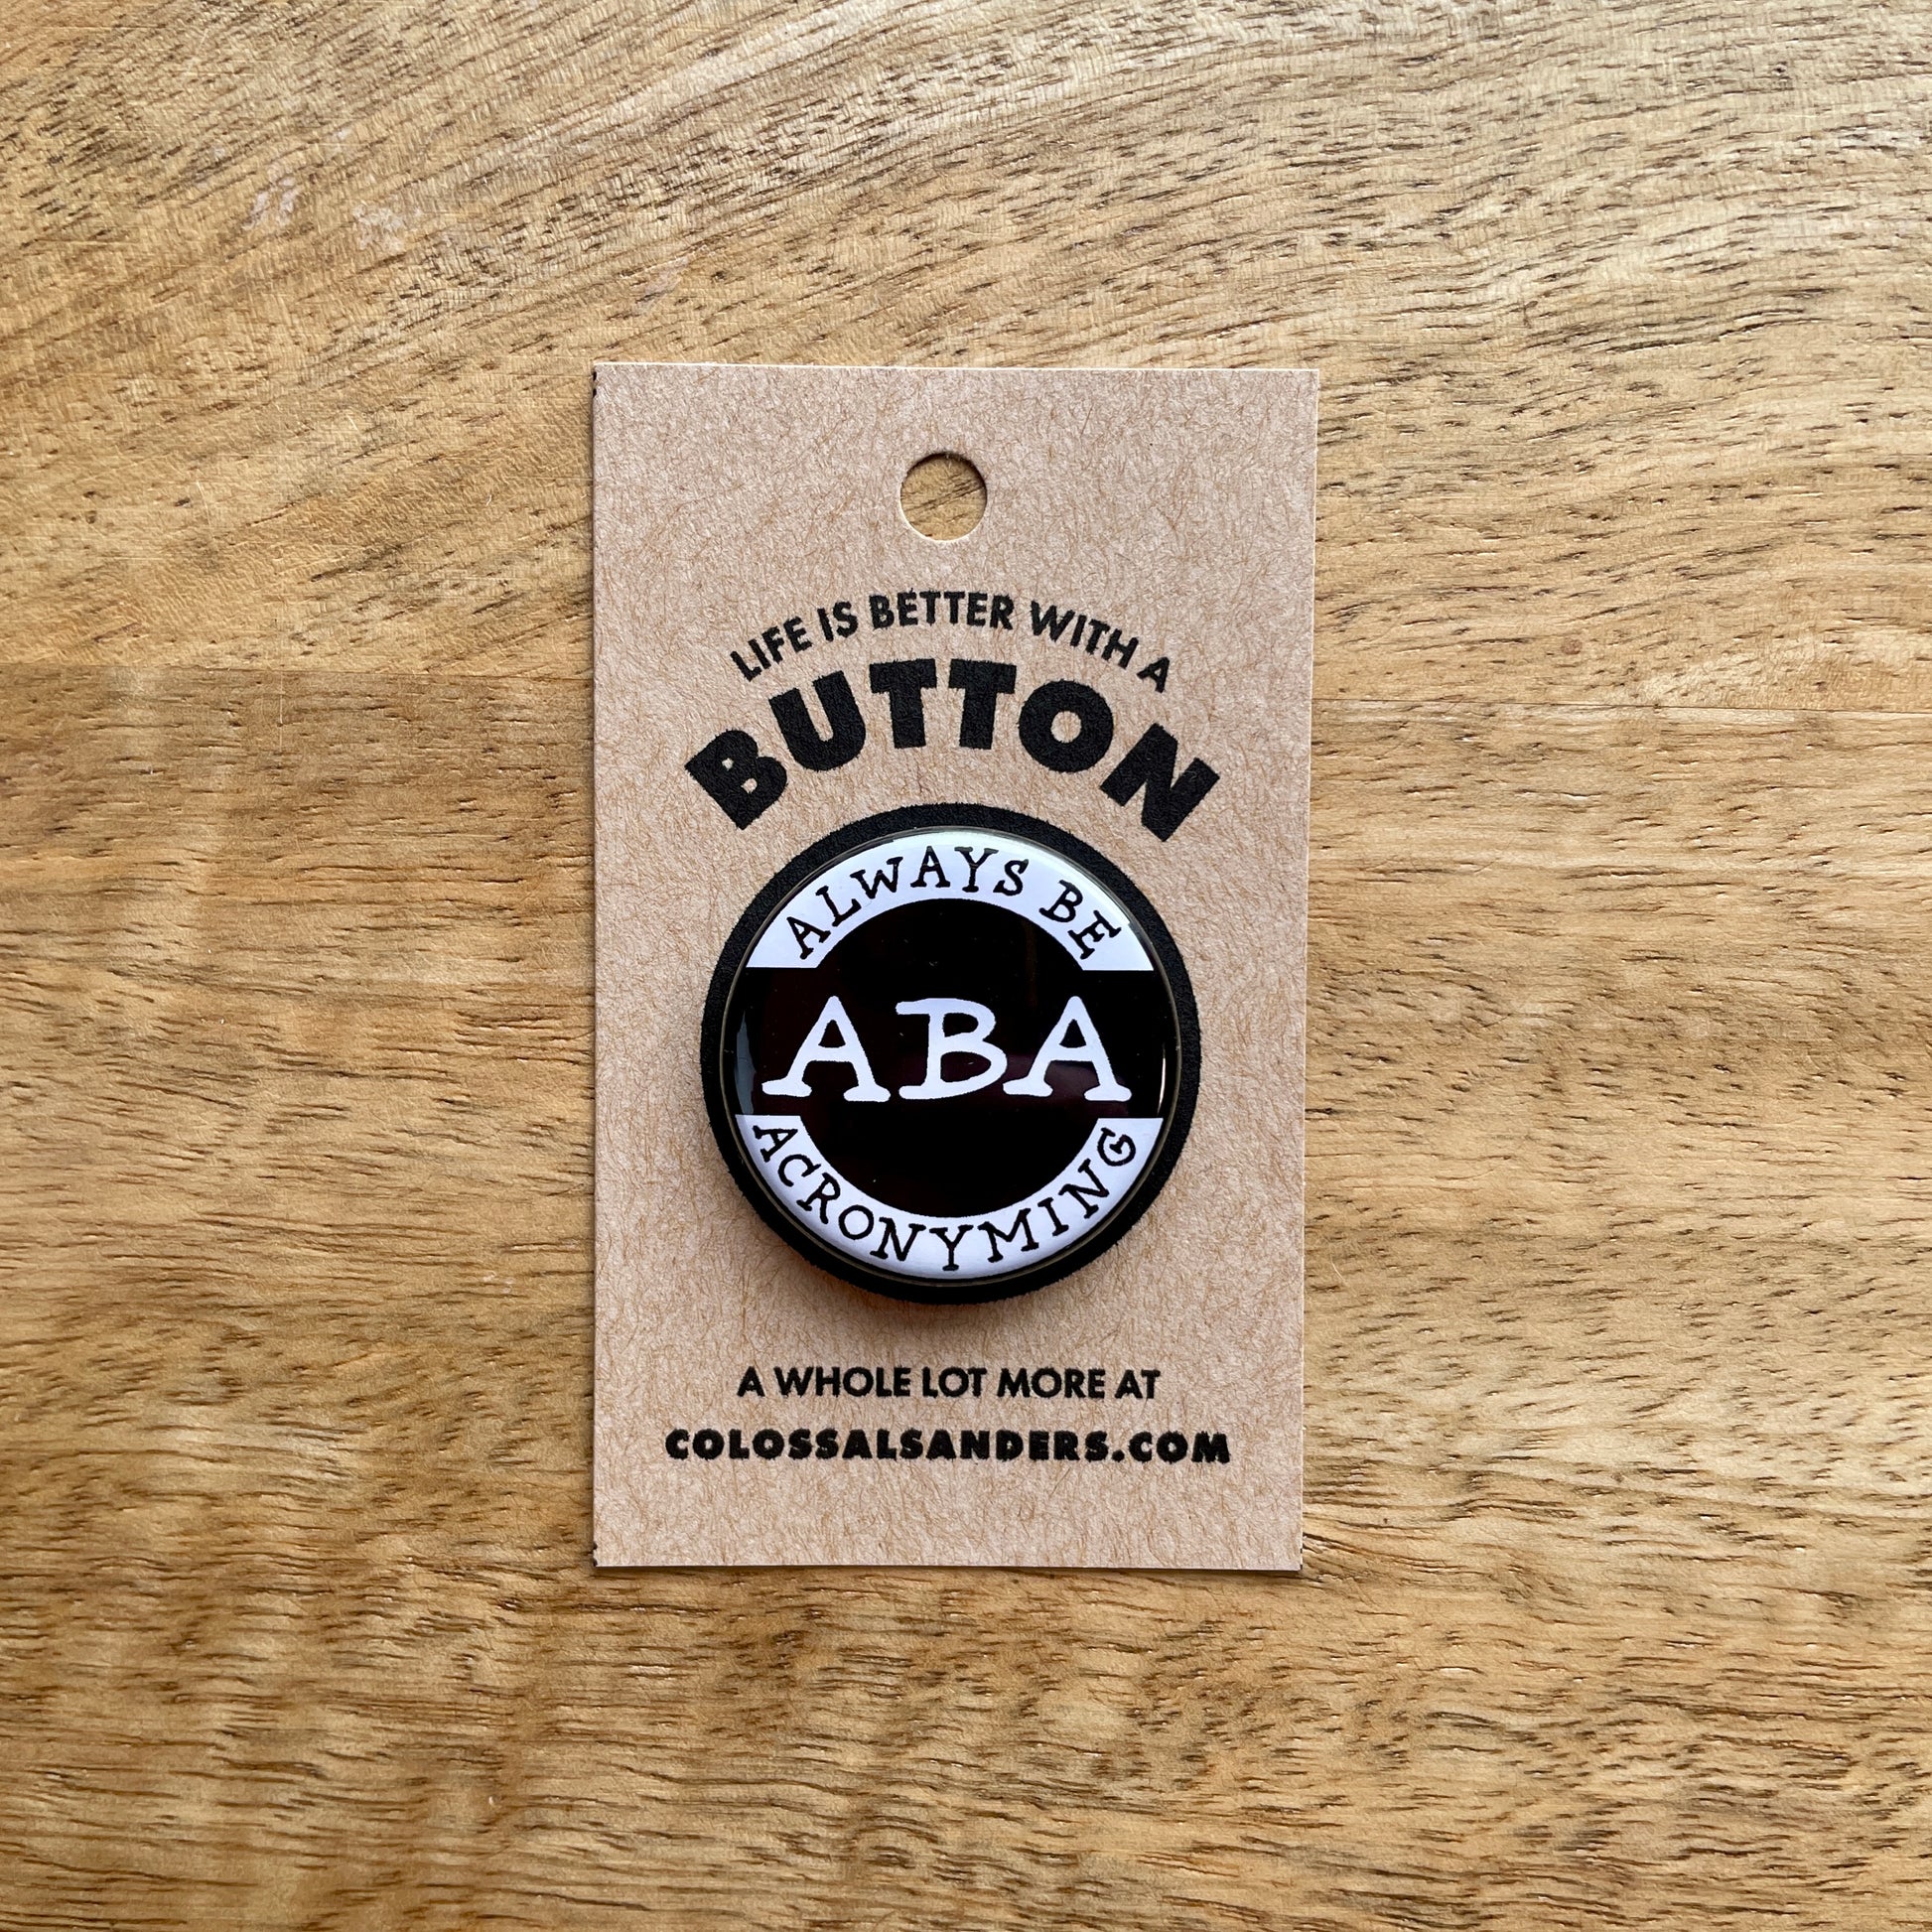 LIFE IS BETTER WITH A
BUTTON
ALWAYS BE
ABA
ACRONYMING
A WHOLE LOT MORE AT
COLOSSALSANDERS.COM